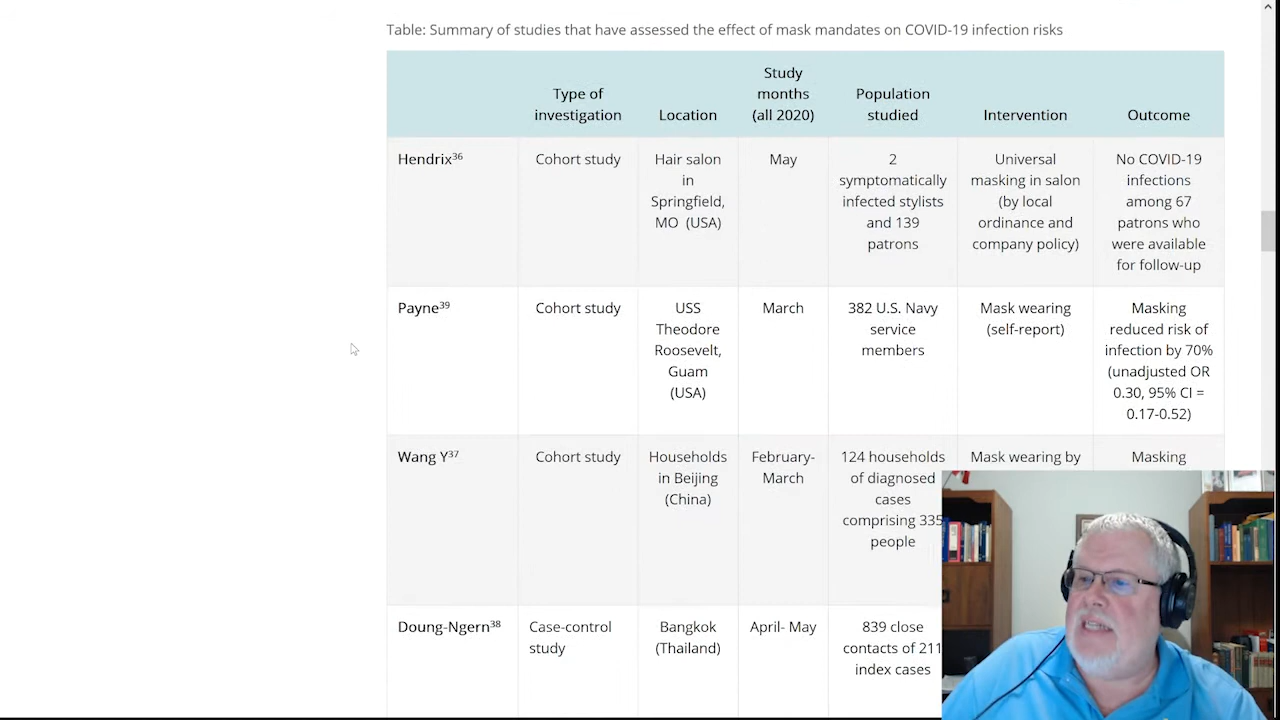 Table: Summary of studies that have assessed the effect of mask mandates on COVID-19 infection risks
Type of
investigation
Location
Study
months
(all 2020)
Population
studied
Intervention
Outcome
Hendrix³⁶
Cohort study
Hair salon
in
Springfield,
MO (USA)
May
2
symptomatically
infected stylists
and 139
patrons
Universal
masking in salon
(by local
ordinance and
company policy)
No COVID-19
infections
among 67
patrons who
were available
for follow-up
Payne³⁹
Cohort study
USS
Theodore
Roosevelt,
Guam
(USA)
March
382 U.S. Navy
service
members
Mask wearing
(self-report)
Masking
reduced risk of
infection by 70%
(unadjusted OR
0.30, 95% CI =
0.17-0.52)
Wang Y³⁷
Cohort study
Households
in Beijing
(China)
February-
March
124 households
of diagnosed
cases
comprising 335
people
Mask wearing by
Masking
Doung-Ngern³⁸
Case-control
study
Bangkok
(Thailand)
April- May
839 close
contacts of 211
index cases